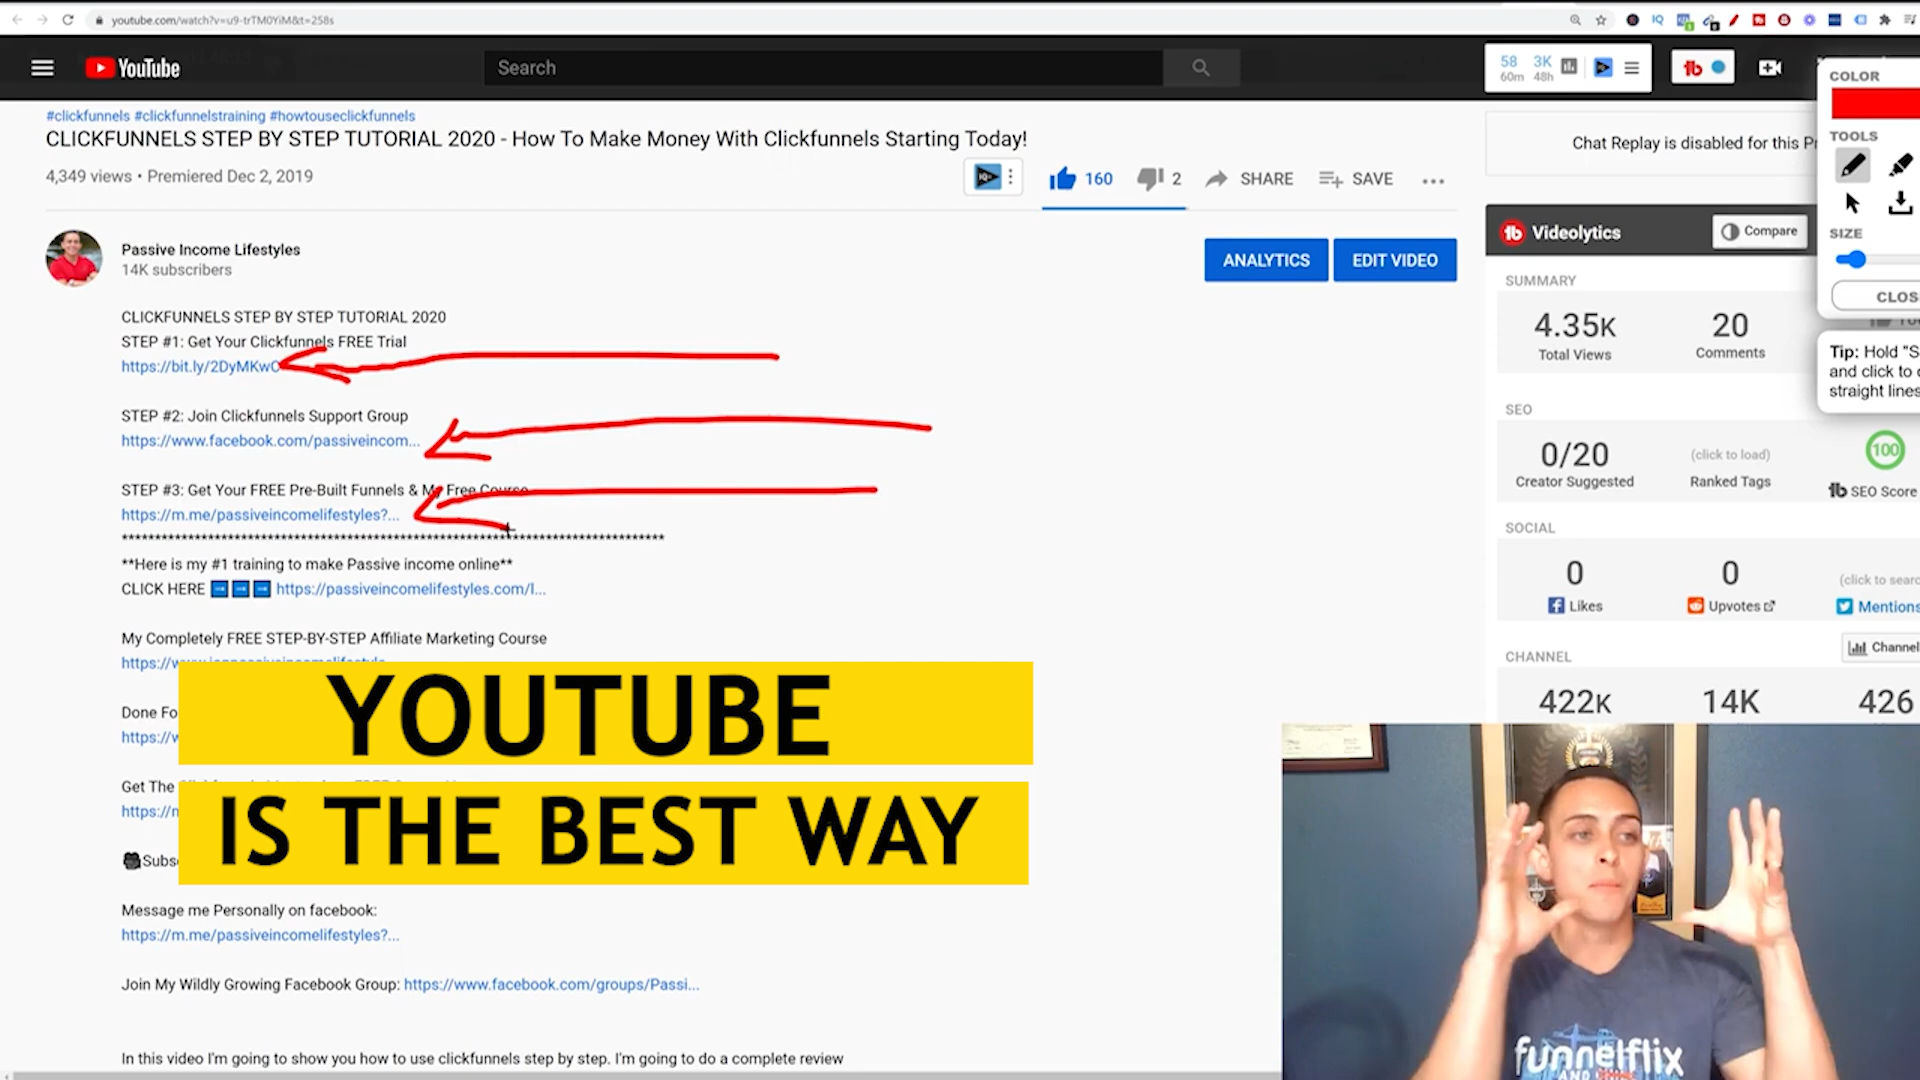 youtube.com/watch?v=u9-trTM0YiM&t=258s
YouTube
Search
58 3K
60m 48h
COLOR
TOOLS
SIZE
#clickfunnels #clickfunnelstraining #howtouseclickfunnels
CLICKFUNNELS STEP BY STEP TUTORIAL 2020 - How To Make Money With Clickfunnels Starting Today!
4,349 views • Premiered Dec 2, 2019
160 2 SHARE SAVE
Chat Replay is disabled for this Pr
Passive Income Lifestyles
14K subscribers
ANALYTICS EDIT VIDEO
CLICKFUNNELS STEP BY STEP TUTORIAL 2020
STEP #1: Get Your Clickfunnels FREE Trial
https://bit.ly/2DyMKwC
STEP #2: Join Clickfunnels Support Group
https://www.facebook.com/passiveincom...
STEP #3: Get Your FREE Pre-Built Funnels & My Free Course
https://m.me/passiveincomelifestyles?...
**Here is my #1 training to make Passive income online**
CLICK HERE https://passiveincomelifestyles.com/l...
My Completely FREE STEP-BY-STEP Affiliate Marketing Course
Done Fo
Get The
Subs
Message me Personally on facebook:
https://m.me/passiveincomelifestyles?...
Join My Wildly Growing Facebook Group: https://www.facebook.com/groups/Passi...
In this video I'm going to show you how to use clickfunnels step by step. I'm going to do a complete review
YOUTUBE
IS THE BEST WAY
Videolytics Compare
SUMMARY
4.35K 20
Total Views Comments
SEO
0/20 (click to load) 100
Creator Suggested Ranked Tags SEO Score
SOCIAL
0 0 (click to searc
Likes Upvotes Mentions
CHANNEL Channel
422K 14K 426
CLOS
Tip: Hold "S
and click to
straight lines
funnelflix
AND